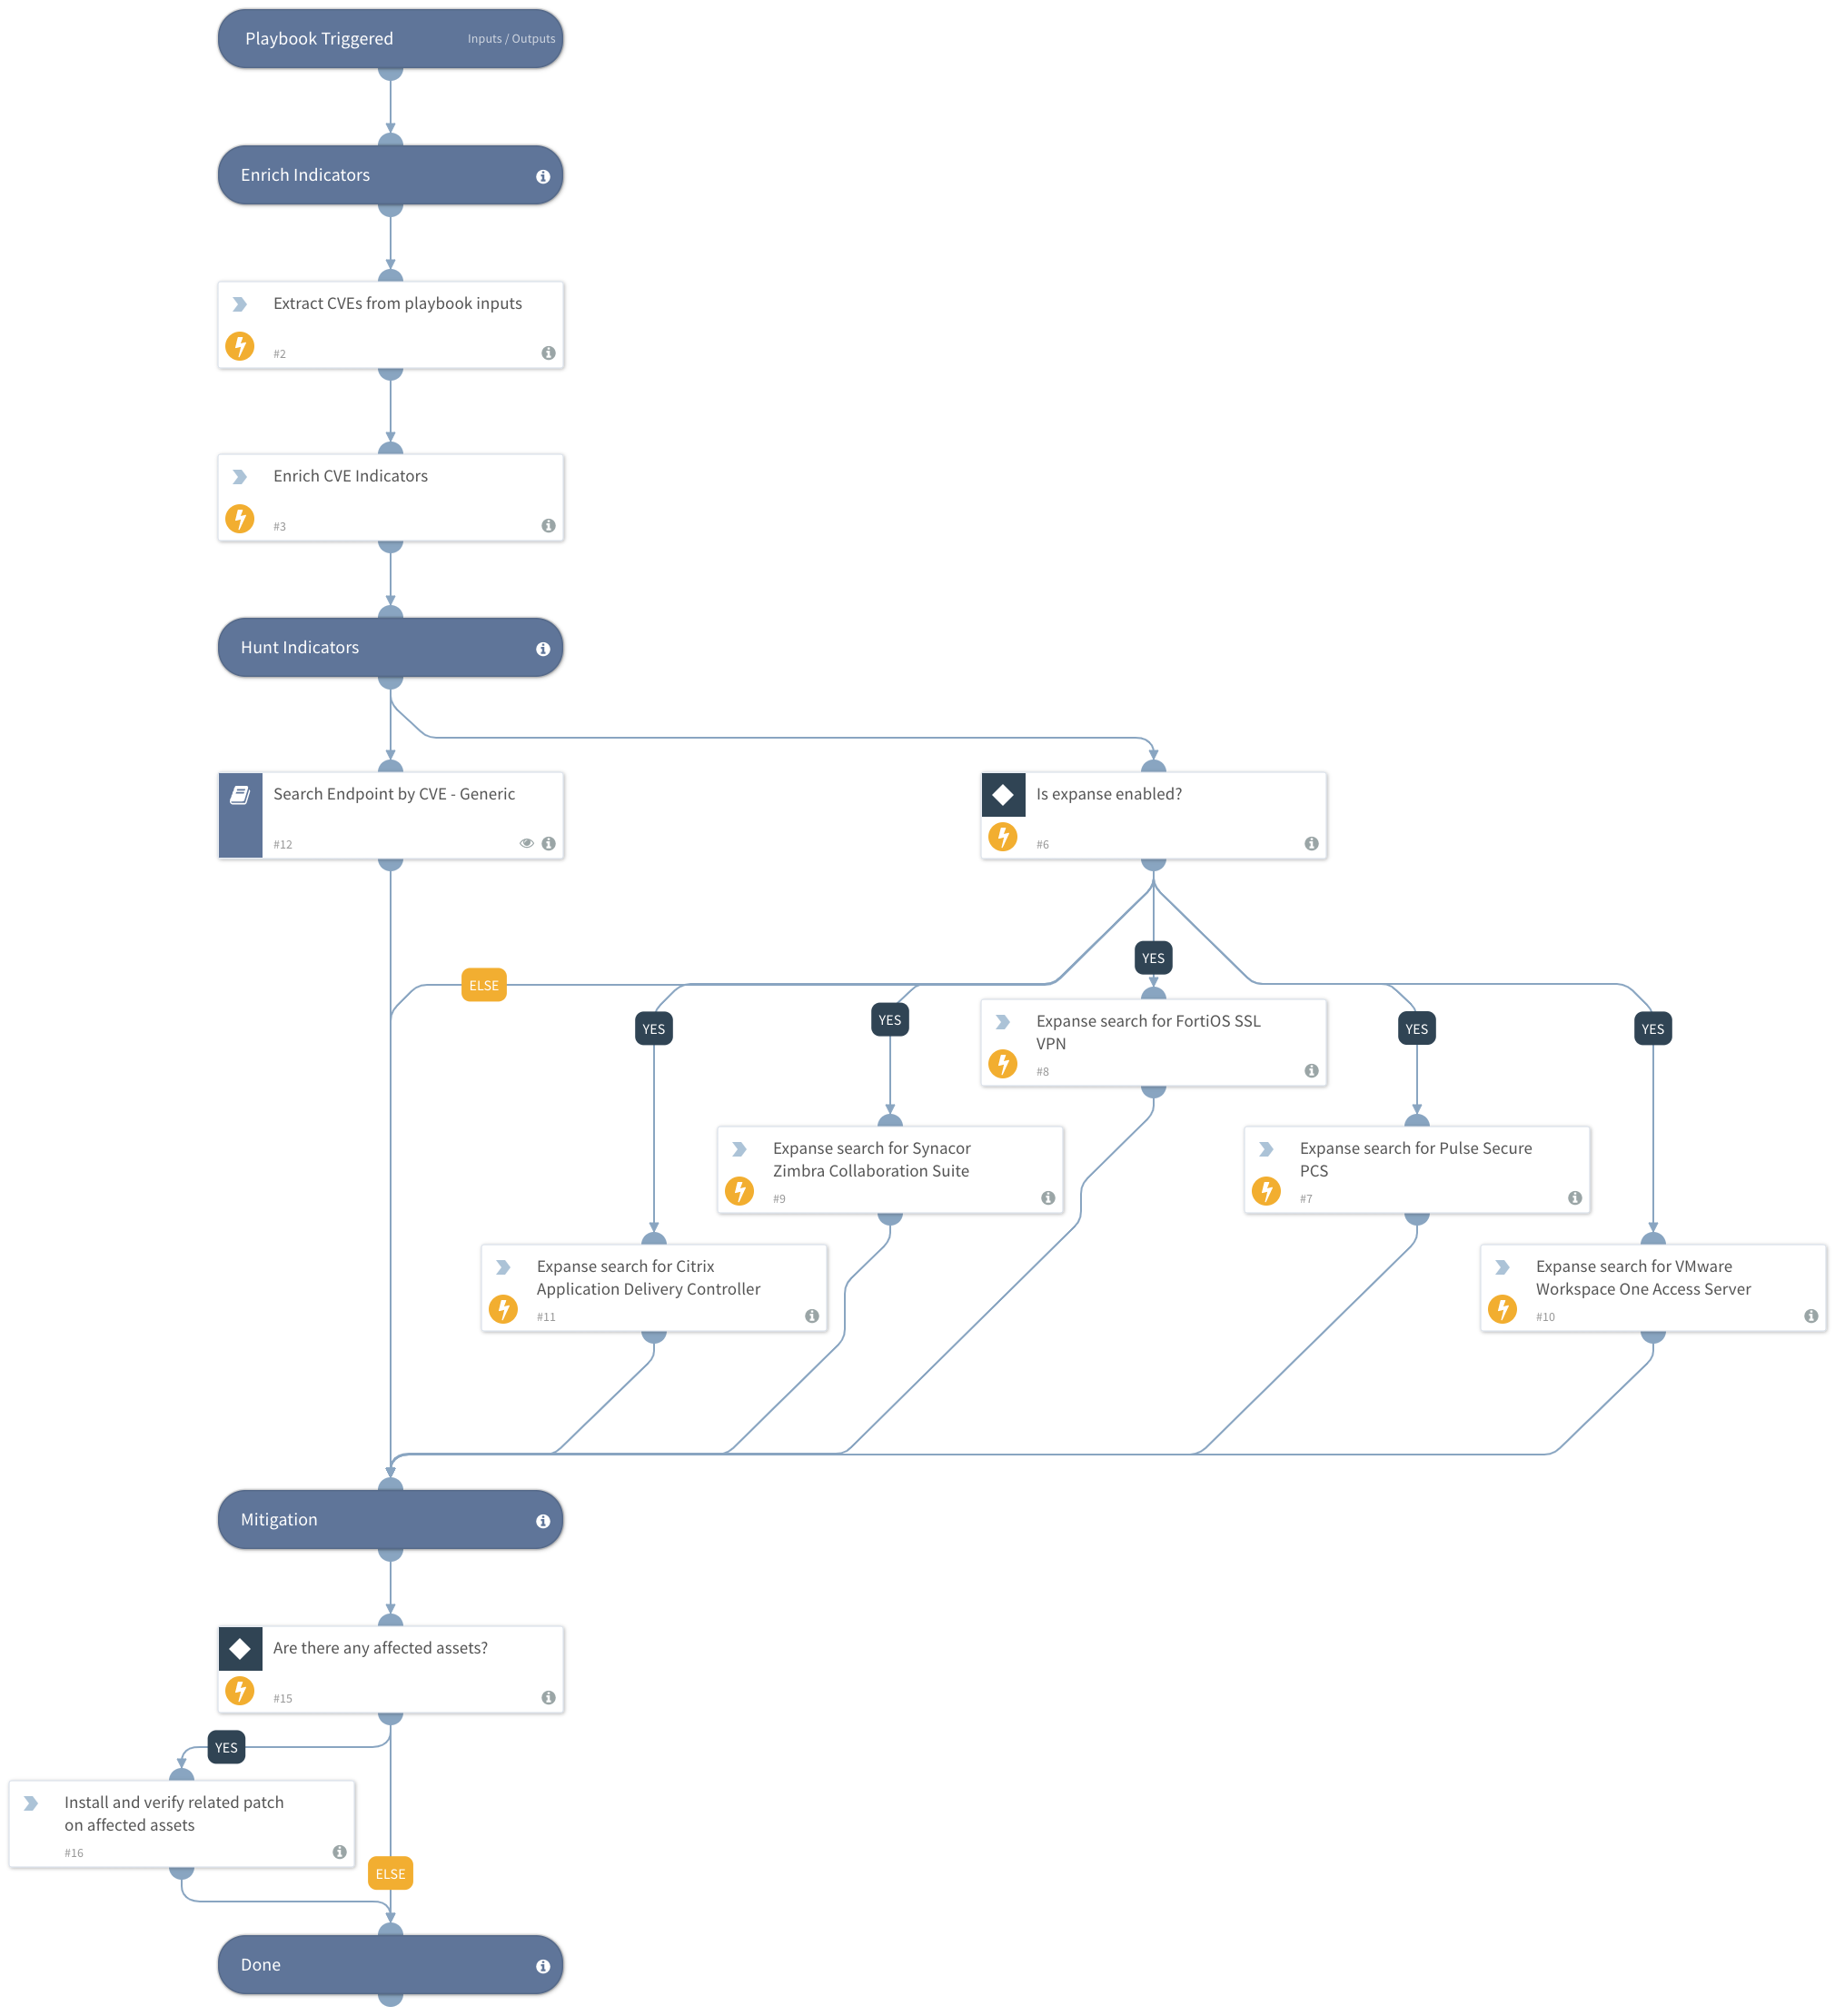 Playbook Triggered
Inputs / Outputs
Enrich Indicators
Extract CVEs from playbook inputs
#2
Enrich CVE Indicators
#3
Hunt Indicators
Search Endpoint by CVE - Generic
#12
Is expanse enabled?
#6
YES
ELSE
YES
YES
YES
YES
Expanse search for FortiOS SSL
VPN
#8
Expanse search for Synacor
Zimbra Collaboration Suite
#9
Expanse search for Pulse Secure
PCS
#7
Expanse search for Citrix
Application Delivery Controller
#11
Expanse search for VMware
Workspace One Access Server
#10
Mitigation
Are there any affected assets?
#15
YES
Install and verify related patch
on affected assets
#16
ELSE
Done